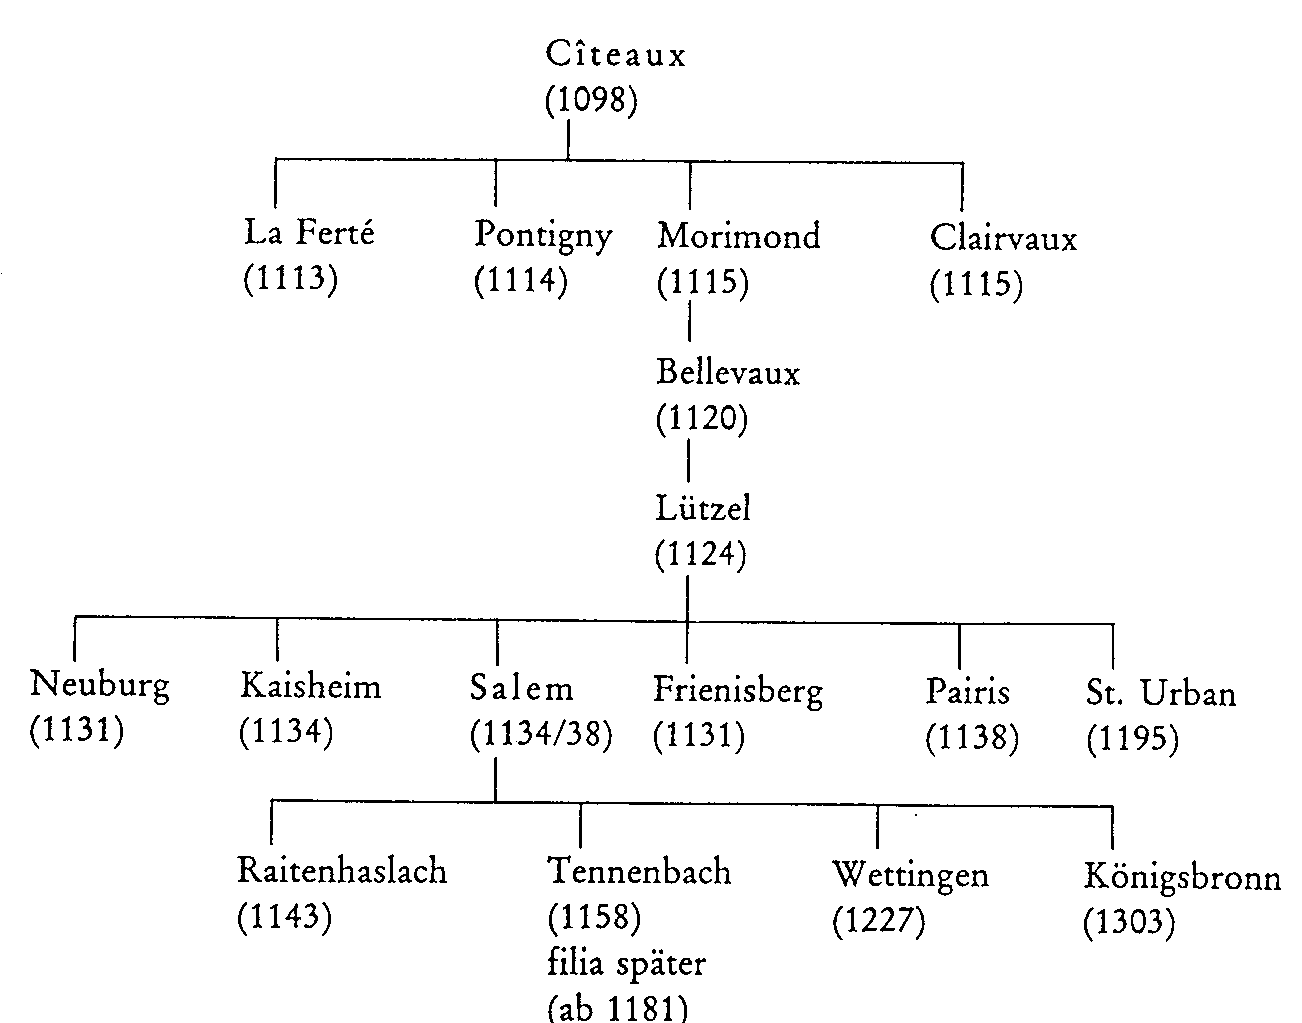 Cîteaux
(1098)
La Ferté
(1113)
Pontigny
(1114)
Morimond
(1115)
Clairvaux
(1115)
Bellevaux
(1120)
Lützel
(1124)
Neuburg
(1131)
Kaisheim
(1134)
Salem
(1134/38)
Frienisberg
(1131)
Pairis
(1138)
St. Urban
(1195)
Raitenhaslach
(1143)
Tennenbach
(1158)
filia später
(ab 1181)
Wettingen
(1227)
Königsbronn
(1303)